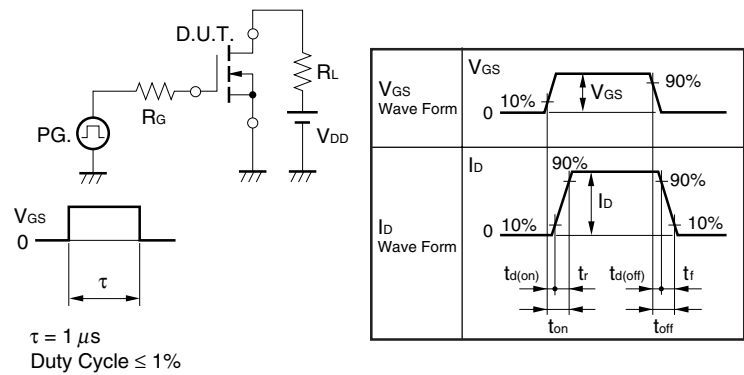 D.U.T.
RL
RG
PG.
VDD
VGS
0
τ
τ = 1 μs
Duty Cycle ≤ 1%
VGS
Wave Form
VGS
10%
0
VGS
90%
ID
Wave Form
ID
90%
90%
ID
0 10%
10%
td(on) tr td(off) tf
ton toff